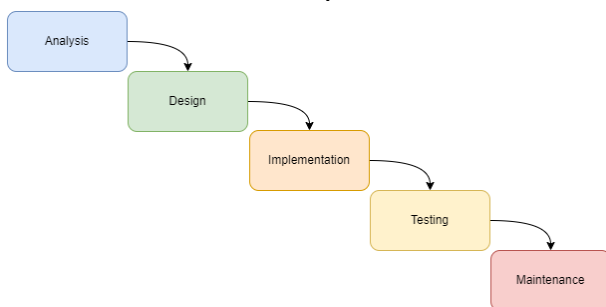 Analysis
Design
Implementation
Testing
Maintenance